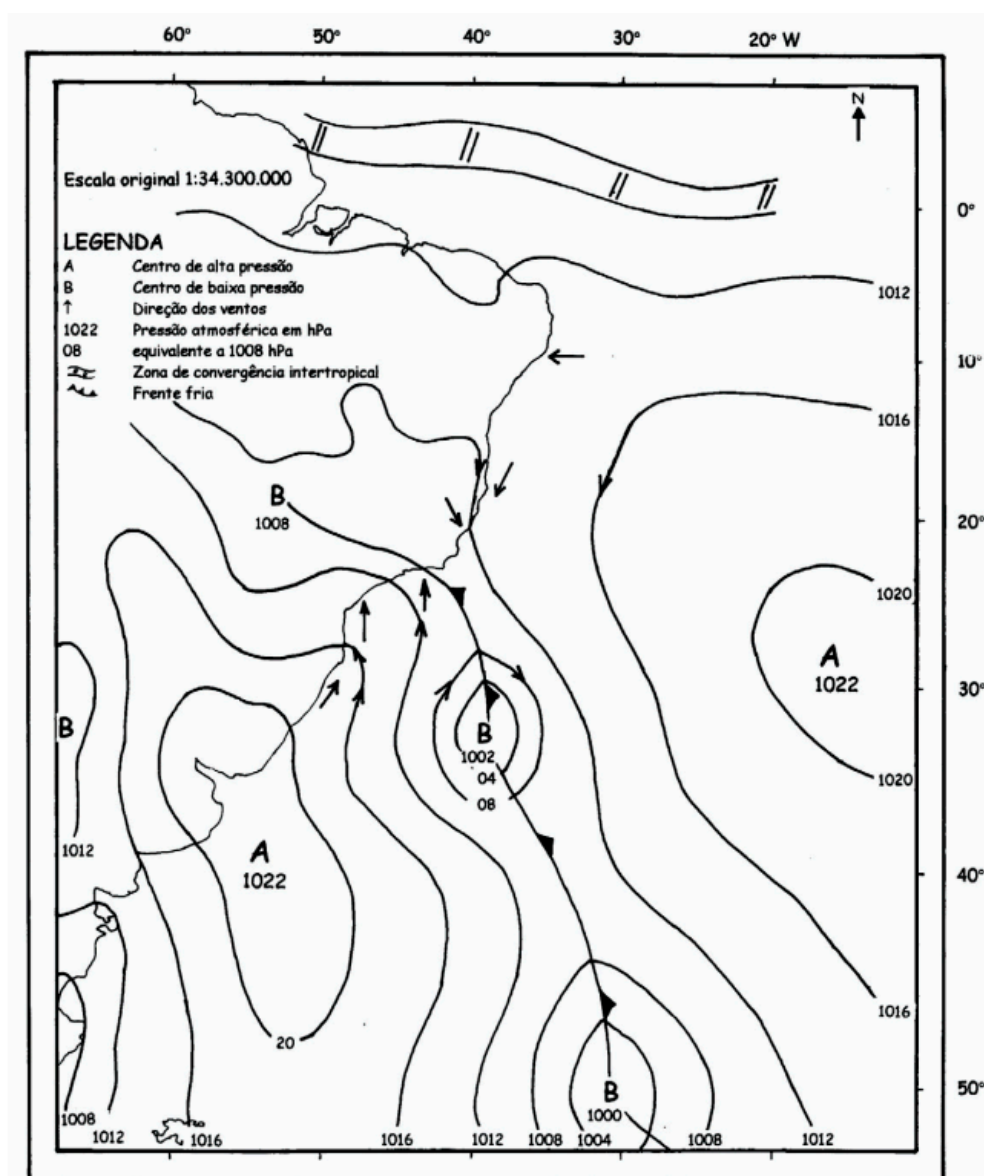 60° 50° 40° 30° 20° W
N
Escala original 1:34.300.000
0°
LEGENDA
A Centro de alta pressão
B Centro de baixa pressão
↑ Direção dos ventos
1022 Pressão atmosférica em hPa
08 equivalente a 1008 hPa
Zona de convergência intertropical
Frente fria
1012
10°
1016
B
1008
20°
1020
A
1022
30°
B
B
1002
04
08
1020
1012
A
1022
40°
1016
20
B
1000
50°
1008
1012
1016
1016
1012
1008
1004
1008
1012